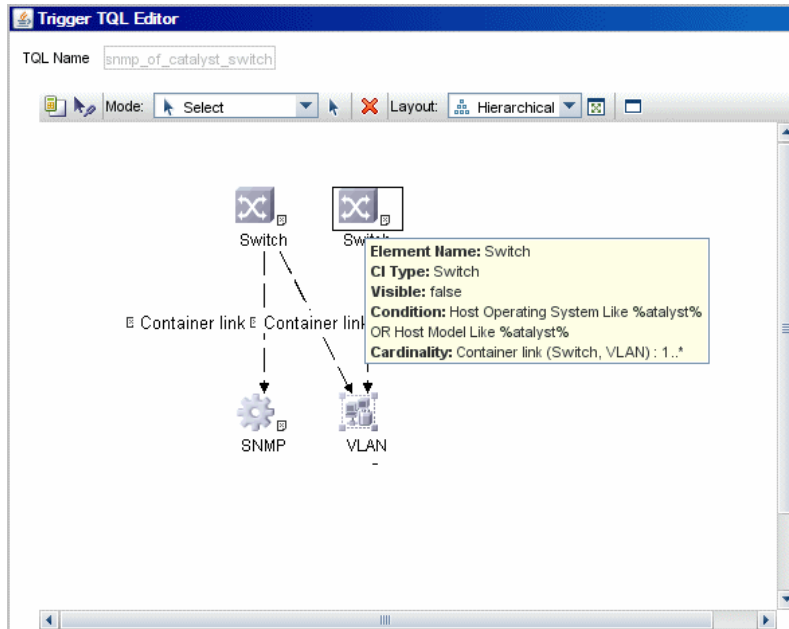 Trigger TQL Editor
TQL Name snmp_of_catalyst_switch
Mode: Select Layout: Hierarchical
Switch Switch
Element Name: Switch
CI Type: Switch
Visible: false
Condition: Host Operating System Like %atalyst%
OR Host Model Like %atalyst%
Cardinality: Container link (Switch, VLAN) : 1..*
Container link Container link
SNMP VLAN